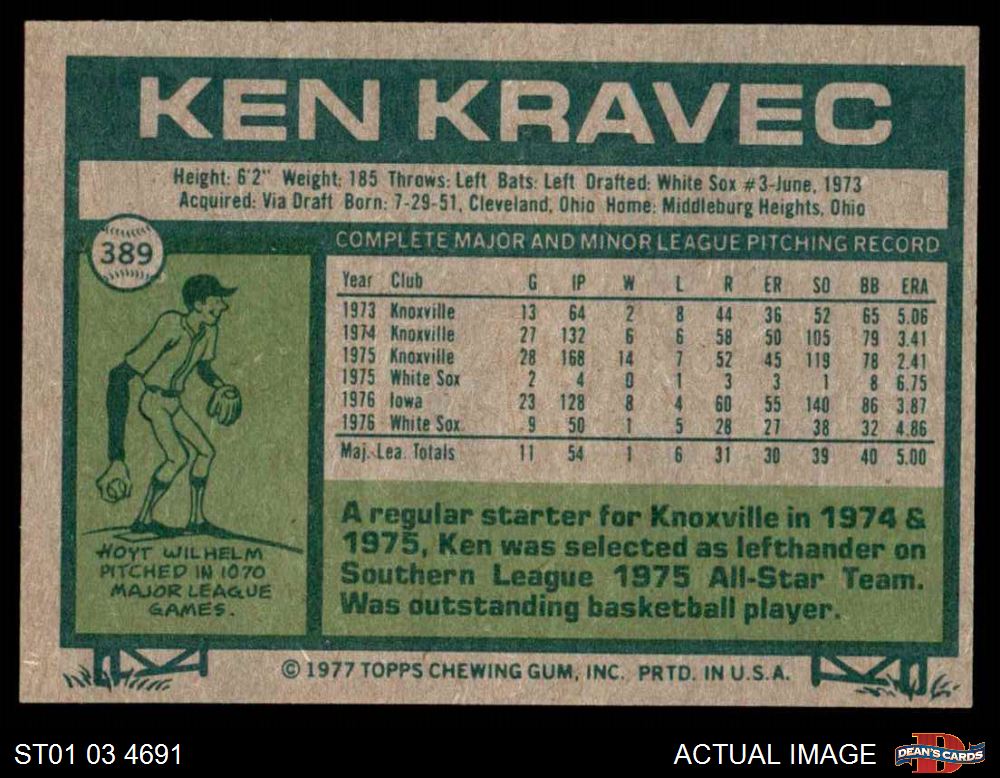 KEN KRAVEC
Height: 6'2" Weight: 185 Throws: Left Bats: Left Drafted: White Sox #3-June, 1973
Acquired: Via Draft Born: 7-29-51, Cleveland, Ohio Home: Middleburg Heights, Ohio
389
COMPLETE MAJOR AND MINOR LEAGUE PITCHING RECORD
Year Club G IP W L R ER SO BB ERA
1973 Knoxville 13 64 2 8 44 36 52 65 5.06
1974 Knoxville 27 132 6 6 58 50 105 79 3.41
1975 Knoxville 28 168 14 7 52 45 119 78 2.41
1975 White Sox 2 4 0 1 3 3 1 8 6.75
1976 Iowa 23 128 8 4 60 55 140 86 3.87
1976 White Sox 9 50 1 5 28 27 38 32 4.86
Maj. Lea. Totals 11 54 1 6 31 30 39 40 5.00
HOYT WILHELM
PITCHED IN 1070
MAJOR LEAGUE
GAMES.
A regular starter for Knoxville in 1974 &
1975, Ken was selected as lefthander on
Southern League 1975 All-Star Team.
Was outstanding basketball player.
© 1977 TOPPS CHEWING GUM, INC. PRTD. IN U.S.A.
ST01 03 4691
ACTUAL IMAGE
D
DEAN'S CARDS